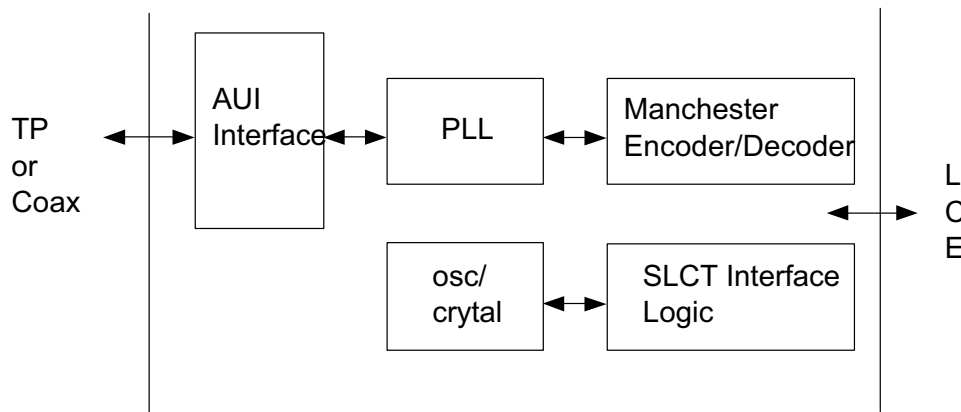 TP
or
Coax
AUI
Interface
PLL
Manchester
Encoder/Decoder
osc/
crytal
SLCT Interface
Logic
L
C
E